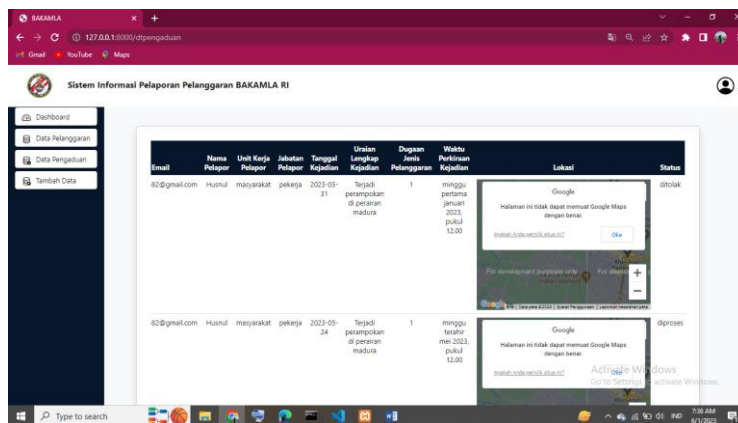 BAKAMLA
127.0.0.1:8000/dtpengaduan
Gmail YouTube Maps
Sistem Informasi Pelaporan Pelanggaran BAKAMLA RI
Dashboard
Data Pelanggaran
Data Pengaduan
Tambah Data
Email Nama Pelapor Unit Kerja Pelapor Jabatan Pelapor Tanggal Kejadian Uraian Lengkap Kejadian Dugaan Jenis Pelanggaran Waktu Perkiraan Kejadian Lokasi Status
82@gmail.com Husnul masyarakat pekerja 2023-05-31 Terjadi perampokan di perairan madura 1 minggu pertama januari 2023, pukul 12.00 ditolak
Google
Halaman ini tidak dapat memuat Google Maps
dengan benar.
Apakah Anda pemilik situs ini? Oke
For development purposes only
Google
82@gmail.com Husnul masyarakat pekerja 2023-05-24 Terjadi perampokan di perairan madura 1 minggu terahir mei 2023, pukul 12.00 diproses
Google
Halaman ini tidak dapat memuat Google Maps
dengan benar.
Apakah Anda pemilik situs ini?
Activate Windows
Go to Settings to activate Windows.
Type to search
IND
7:36 AM
6/1/2023